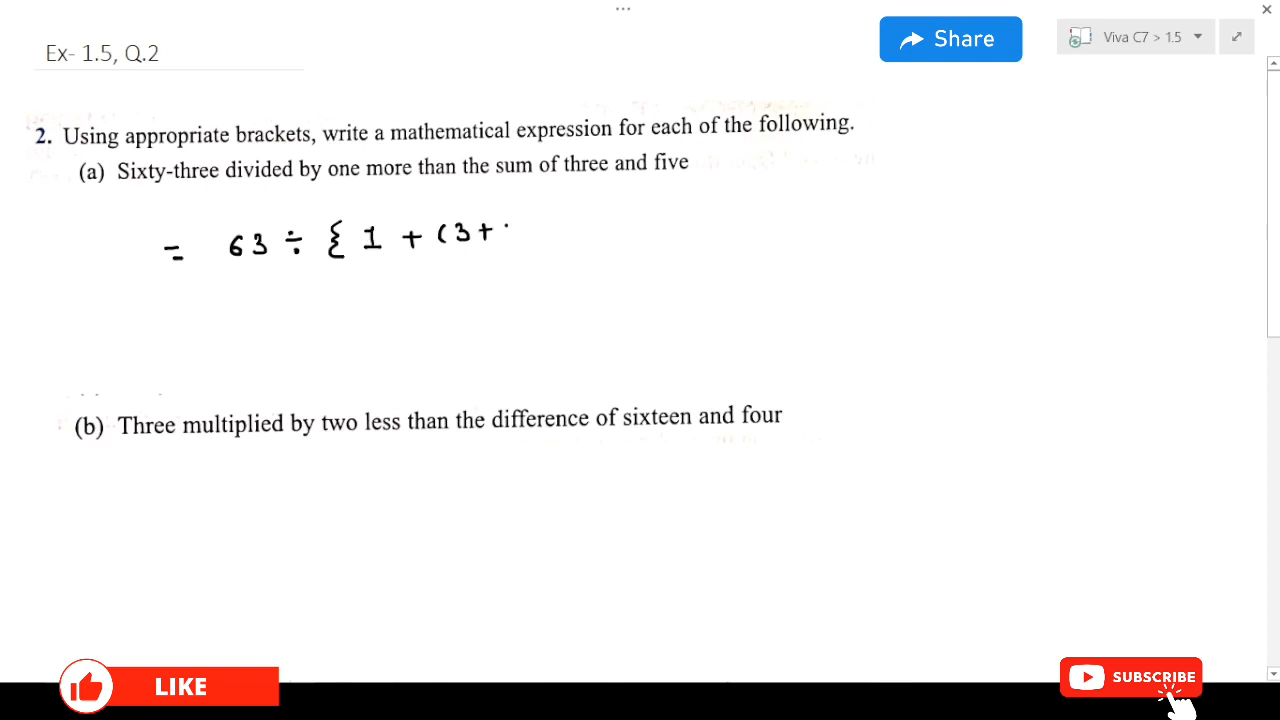 Ex- 1.5, Q.2
Share
Viva C7 > 1.5
2. Using appropriate brackets, write a mathematical expression for each of the following.
(a) Sixty-three divided by one more than the sum of three and five
= 63 ÷ { 1 + (3 +
(b) Three multiplied by two less than the difference of sixteen and four
LIKE
SUBSCRIBE